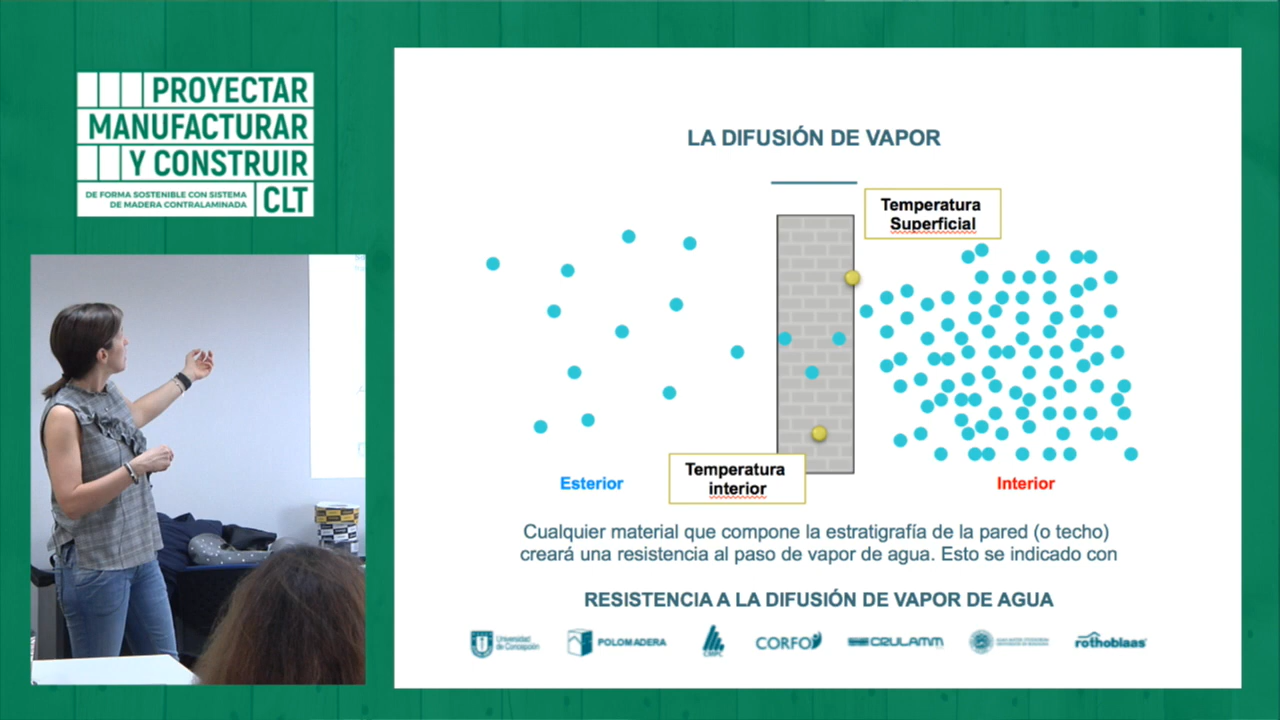 PROYECTAR
MANUFACTURAR
Y CONSTRUIR
DE FORMA SOSTENIBLE CON SISTEMA
DE MADERA CONTRALAMINADA
CLT
LA DIFUSIÓN DE VAPOR
Temperatura
Superficial
Temperatura
interior
Esterior
Interior
Cualquier material que compone la estratigrafía de la pared (o techo)
creará una resistencia al paso de vapor de agua. Esto se indicado con
RESISTENCIA A LA DIFUSIÓN DE VAPOR DE AGUA
Universidad
de Concepción
POLOMADERA
CMPC
CORFO
CRULAMM
rothoblaas